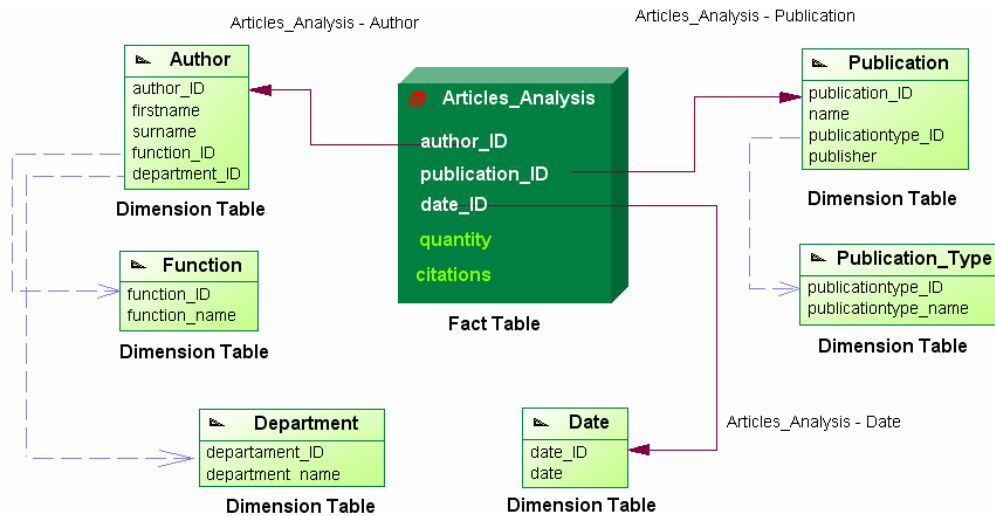 Articles_Analysis - Author
Articles_Analysis - Publication
Author
author_ID
firstname
surname
function_ID
department_ID
Dimension Table
Articles_Analysis
author_ID
publication_ID
date_ID
quantity
citations
Fact Table
Publication
publication_ID
name
publicationtype_ID
publisher
Dimension Table
Function
function_ID
function_name
Dimension Table
Publication_Type
publicationtype_ID
publicationtype_name
Dimension Table
Department
departament_ID
department_name
Dimension Table
Date
date_ID
date
Dimension Table
Articles_Analysis - Date